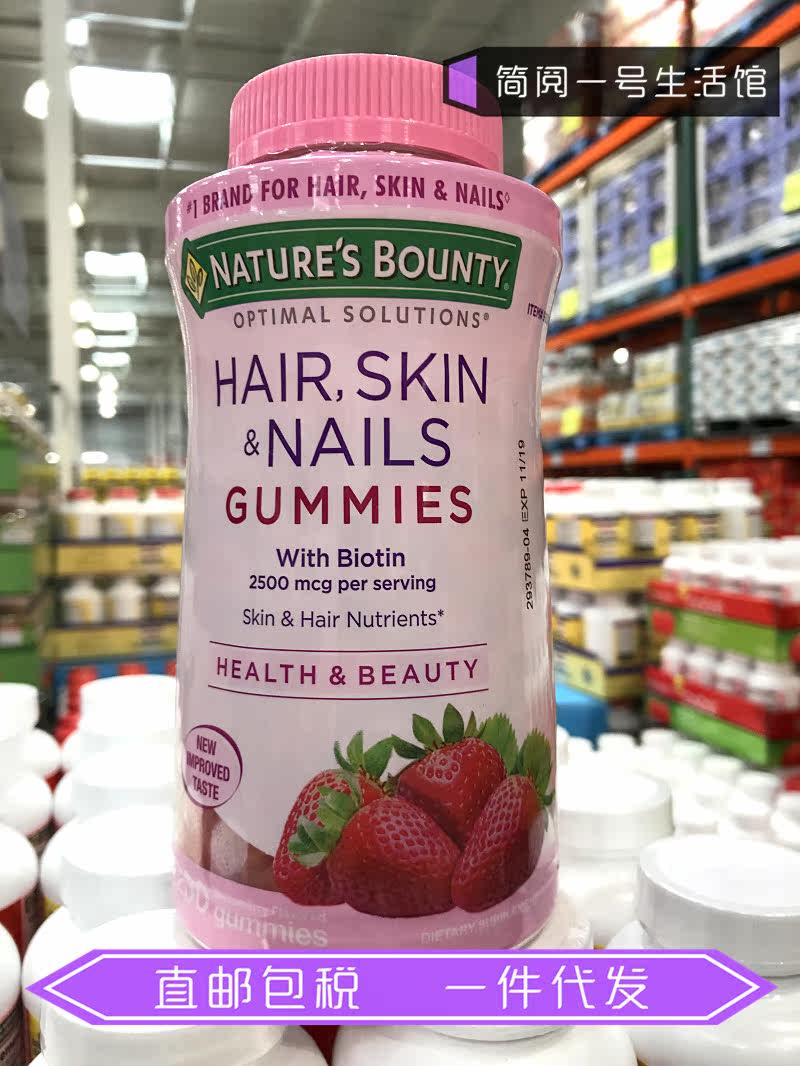 简阅一号生活馆
#1 BRAND FOR HAIR, SKIN & NAILS◊
NATURE'S BOUNTY®
OPTIMAL SOLUTIONS®
HAIR, SKIN
& NAILS
GUMMIES
With Biotin
2500 mcg per serving
Skin & Hair Nutrients*
HEALTH & BEAUTY
NEW
IMPROVED
TASTE
gummies
DIETARY
293789-04 EXP 11/19
直邮包税 一件代发